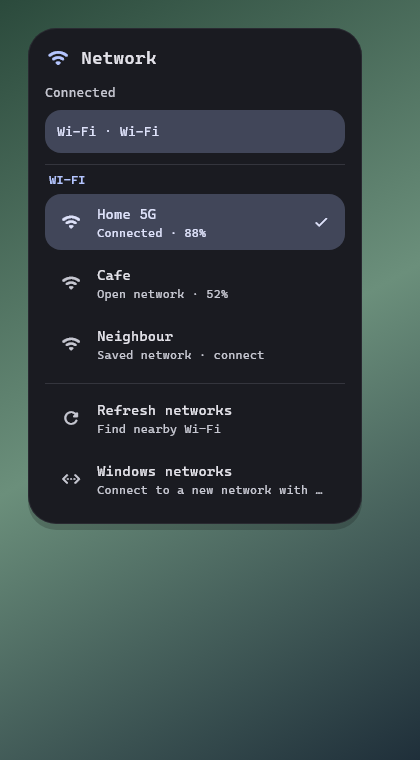 Network
Connected
Wi-Fi · Wi-Fi
WI-FI
Home 5G
Connected · 88%
Cafe
Open network · 52%
Neighbour
Saved network · connect
Refresh networks
Find nearby Wi-Fi
Windows networks
Connect to a new network with …